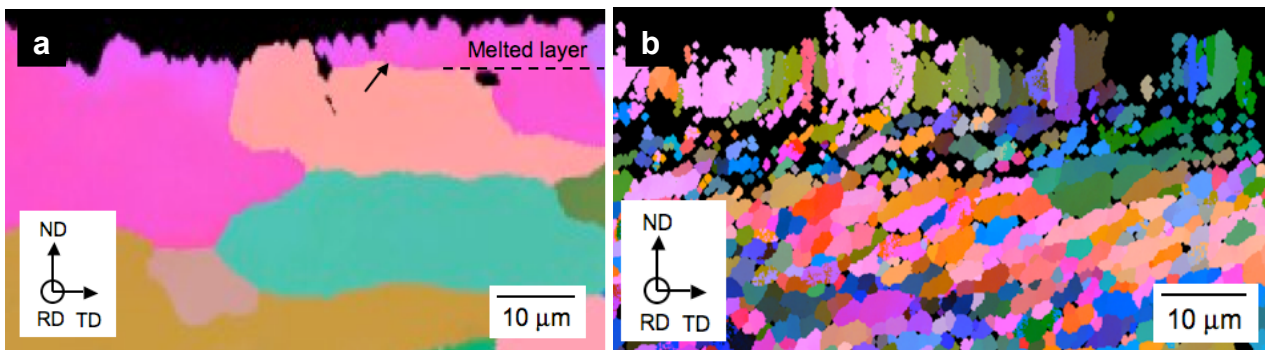 a
Melted layer
ND
RD TD
10 μm
b
ND
RD TD
10 μm